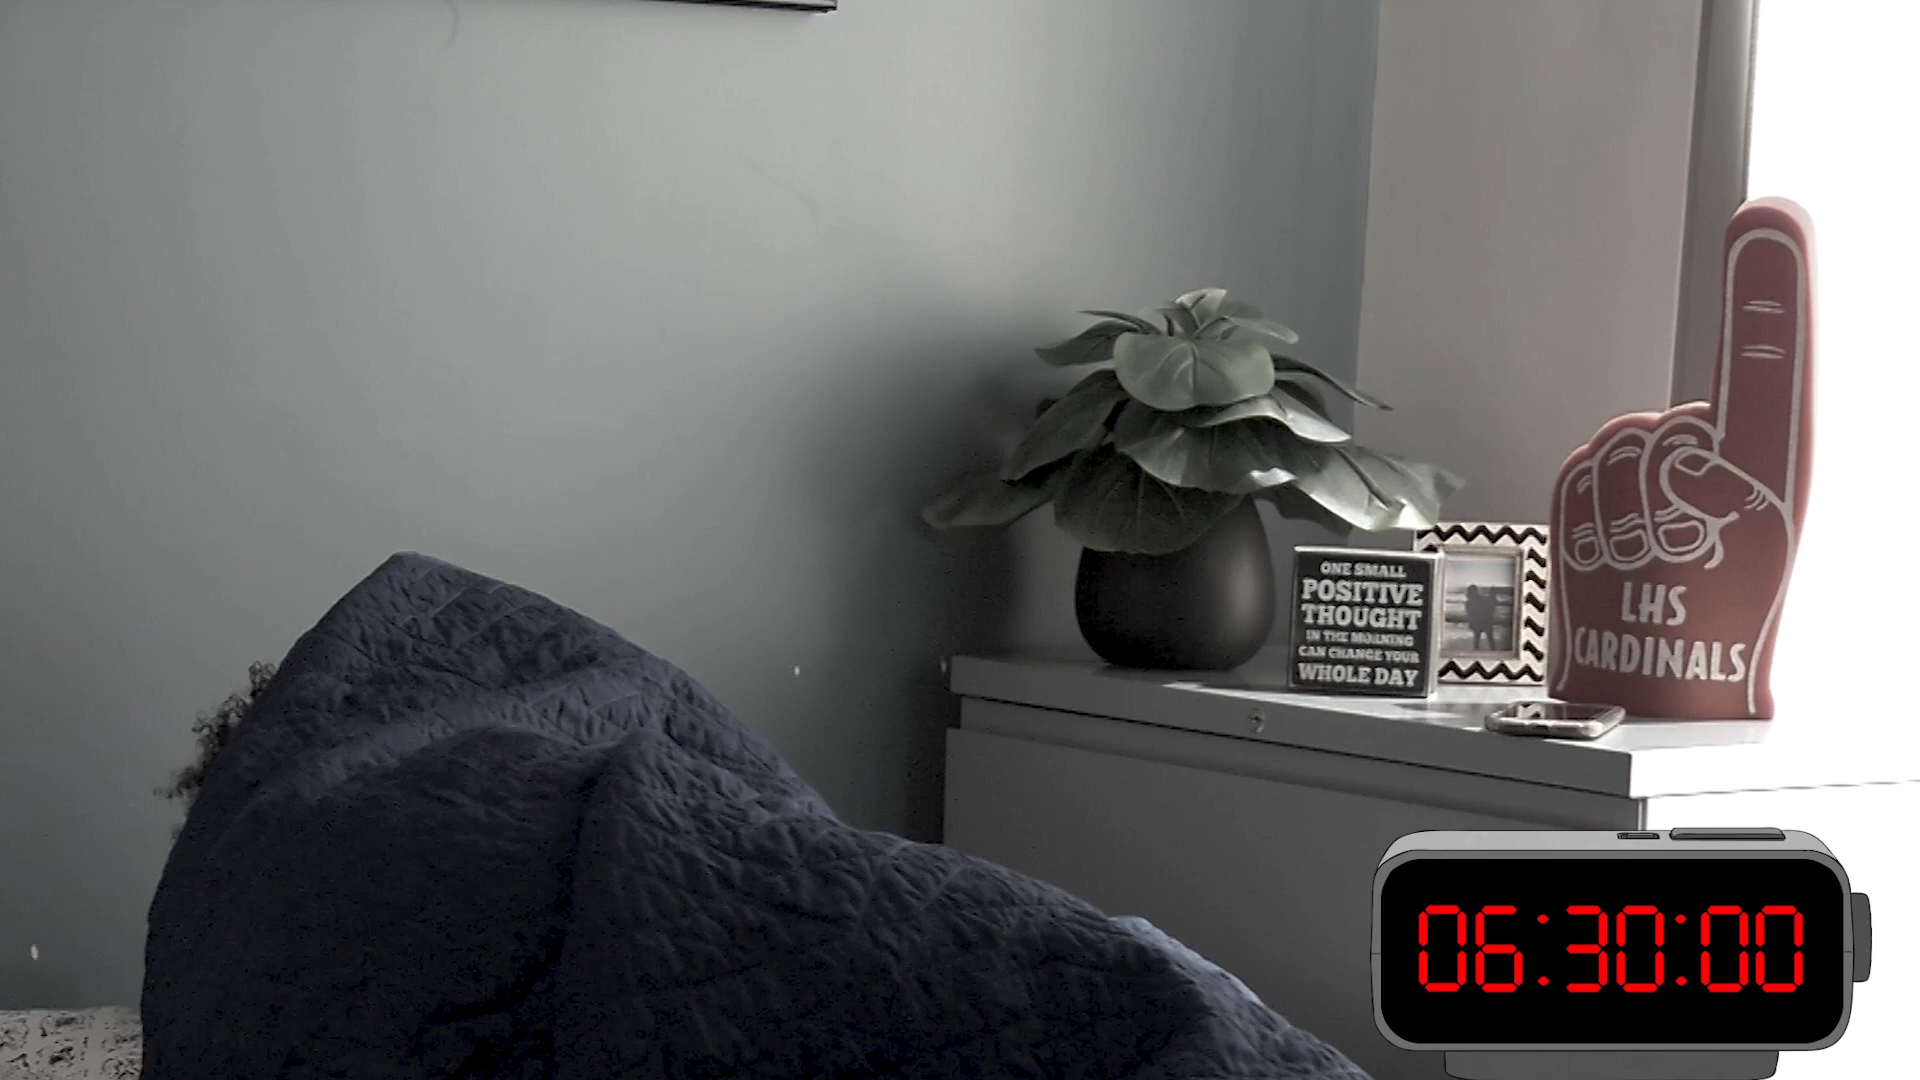 ONE SMALL
POSITIVE
THOUGHT
IN THE MORNING
CAN CHANGE YOUR
WHOLE DAY
LHS
CARDINALS
06:30:00